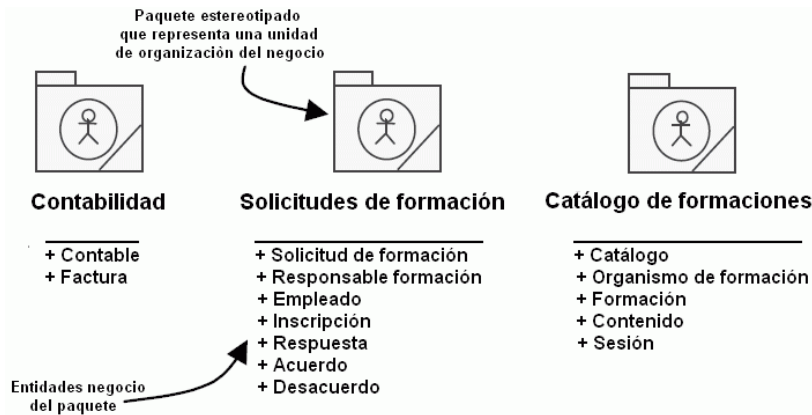 Paquete estereotipado
que representa una unidad
de organización del negocio
Contabilidad
+ Contable
+ Factura
Solicitudes de formación
+ Solicitud de formación
+ Responsable formación
+ Empleado
+ Inscripción
+ Respuesta
+ Acuerdo
+ Desacuerdo
Catálogo de formaciones
+ Catálogo
+ Organismo de formación
+ Formación
+ Contenido
+ Sesión
Entidades negocio
del paquete